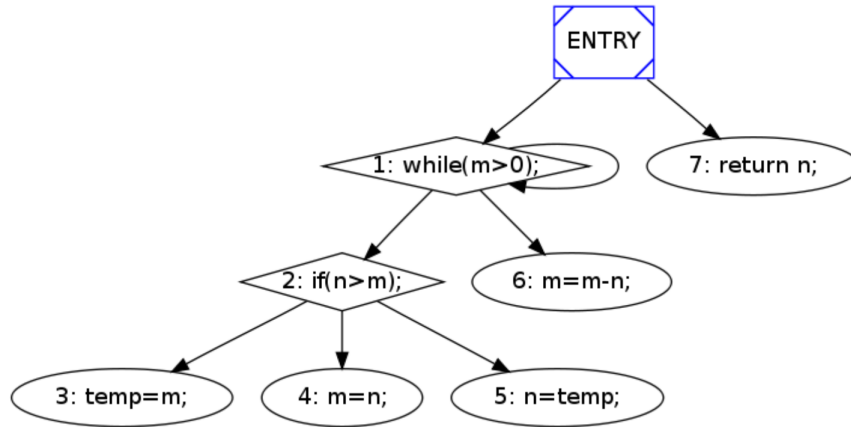 ENTRY
1: while(m>0);
7: return n;
2: if(n>m);
6: m=m-n;
3: temp=m;
4: m=n;
5: n=temp;